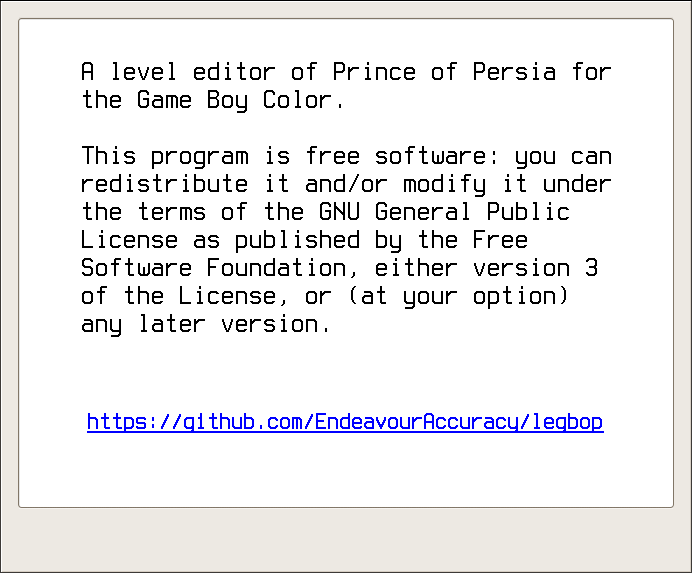 A level editor of Prince of Persia for
the Game Boy Color.
This program is free software: you can
redistribute it and/or modify it under
the terms of the GNU General Public
License as published by the Free
Software Foundation, either version 3
of the License, or (at your option)
any later version.
https://github.com/EndeavourAccuracy/legbop